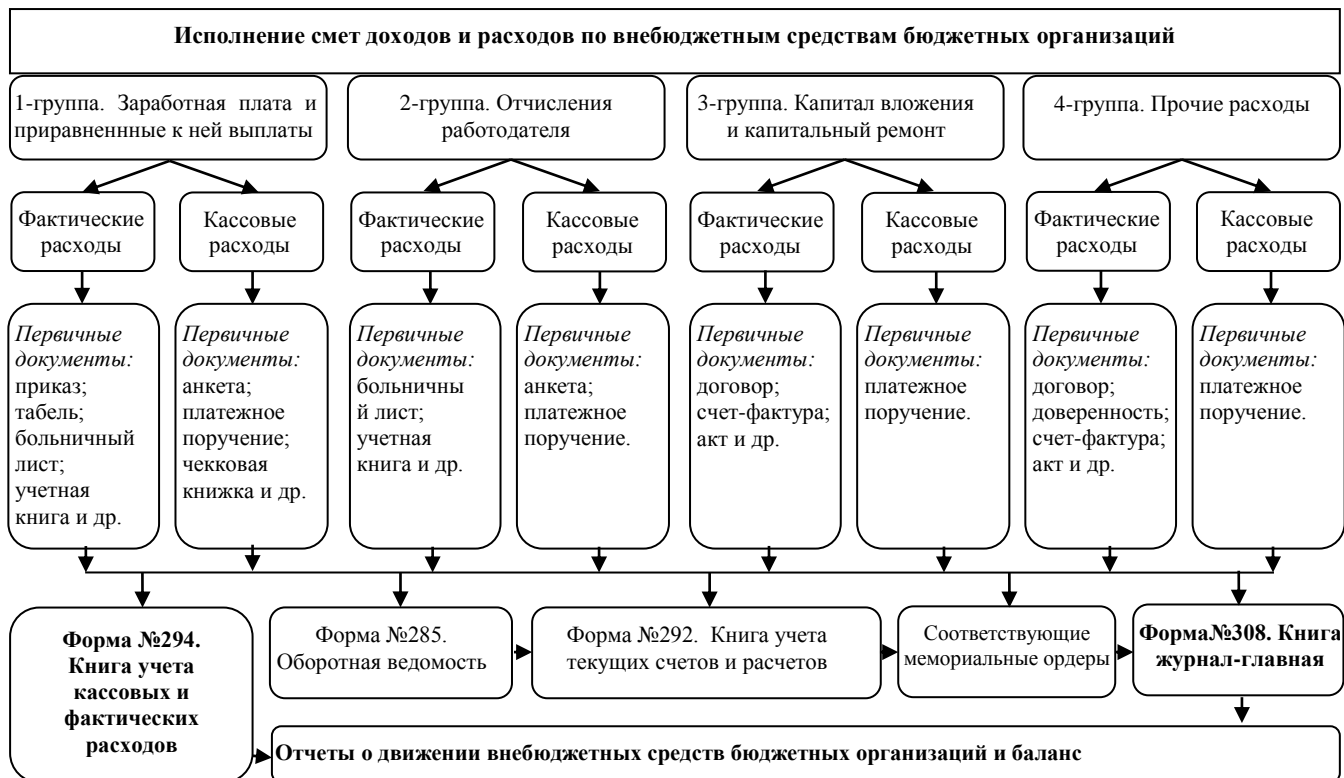 Исполнение смет доходов и расходов по внебюджетным средствам бюджетных организаций
1-группа. Заработная плата и
приравненнные к ней выплаты
2-группа. Отчисления
работодателя
3-группа. Капитал вложения
и капитальный ремонт
4-группа. Прочие расходы
Фактические
расходы
Кассовые
расходы
Фактические
расходы
Кассовые
расходы
Фактические
расходы
Кассовые
расходы
Фактические
расходы
Кассовые
расходы
Первичные
документы:
приказ;
табель;
больничный
лист;
учетная
книга и др.
Первичные
документы:
анкета;
платежное
поручение;
чекковая
книжка и др.
Первичные
документы:
больничны
й лист;
учетная
книга и др.
Первичные
документы:
анкета;
платежное
поручение.
Первичные
документы:
договор;
счет-фактура;
акт и др.
Первичные
документы:
платежное
поручение.
Первичные
документы:
договор;
доверенность;
счет-фактура;
акт и др.
Первичные
документы:
платежное
поручение.
Форма №294.
Книга учета
кассовых и
фактических
расходов
Форма №285.
Оборотная ведомость
Форма №292. Книга учета
текущих счетов и расчетов
Соответствующие
мемориальные ордеры
Форма№308. Книга
журнал-главная
Отчеты о движении внебюджетных средств бюджетных организаций и баланс